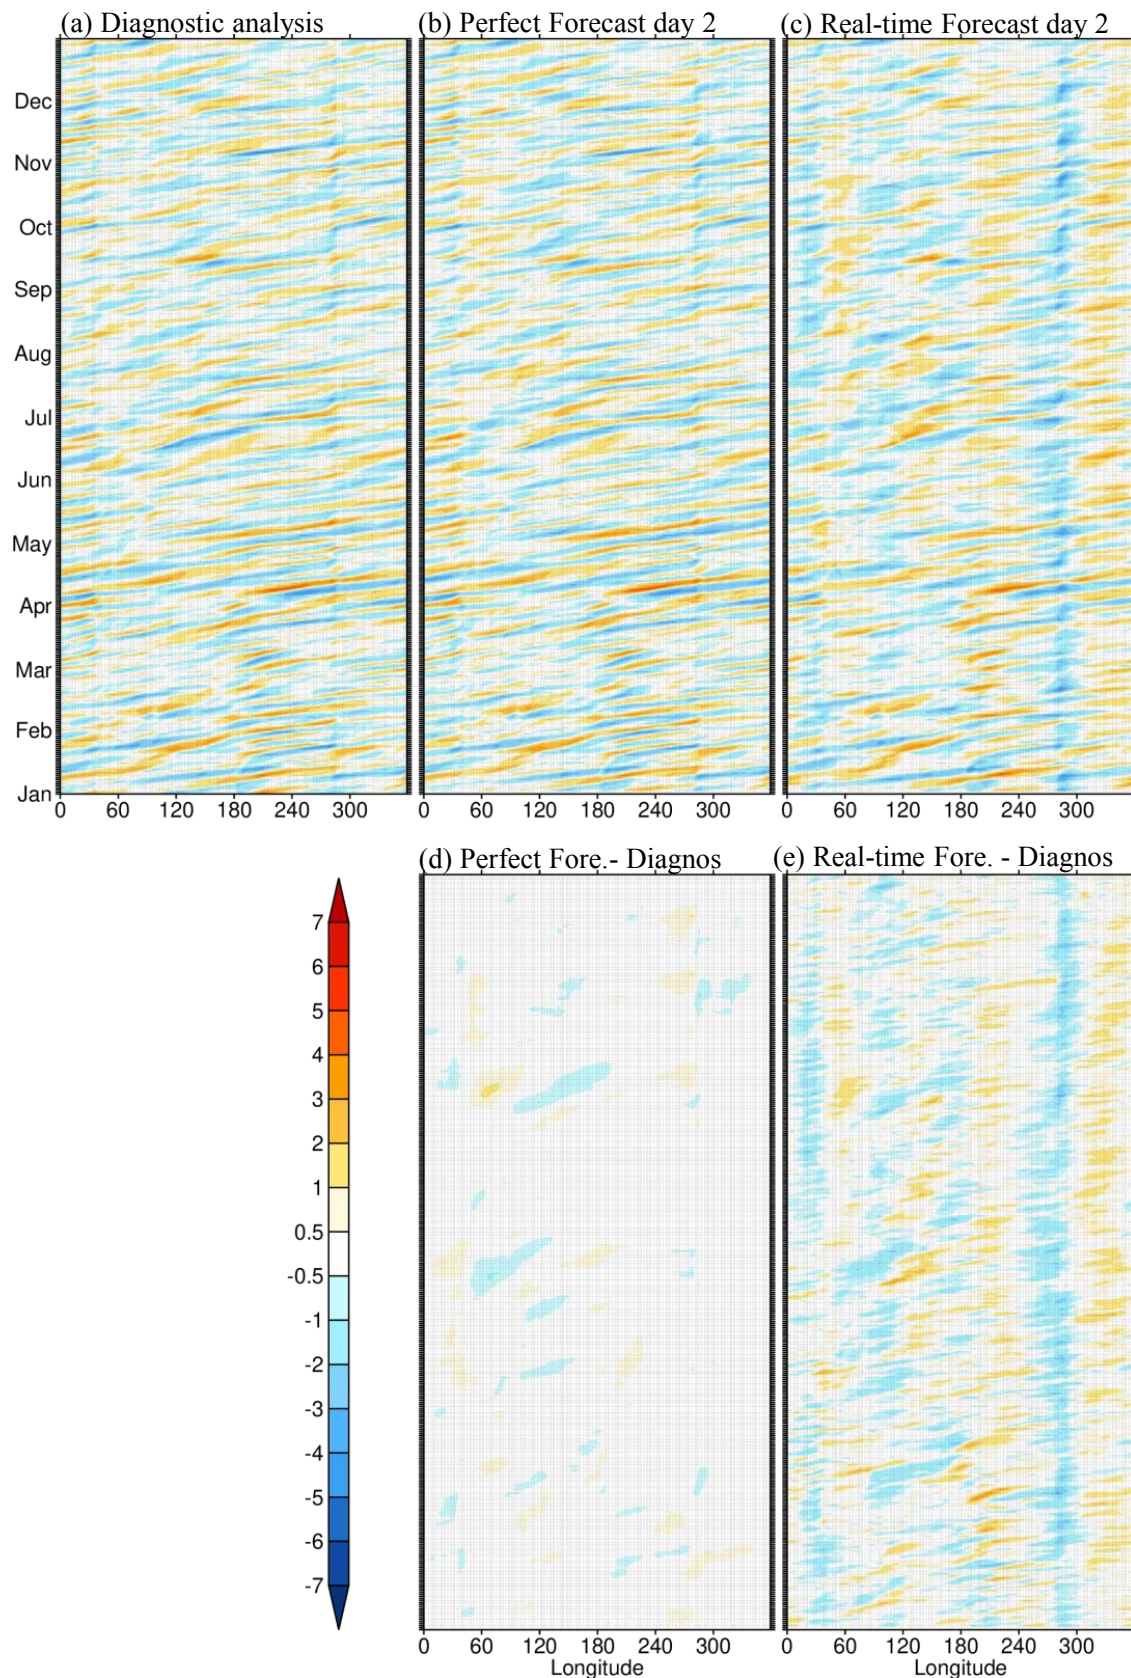 (a) Diagnostic analysis
(b) Perfect Forecast day 2
(c) Real-time Forecast day 2
Dec
Nov
Oct
Sep
Aug
Jul
Jun
May
Apr
Mar
Feb
Jan
0 60 120 180 240 300
0 60 120 180 240 300
0 60 120 180 240 300
(d) Perfect Fore.- Diagnos
(e) Real-time Fore. - Diagnos
7
6
5
4
3
2
1
0.5
-0.5
-1
-2
-3
-4
-5
-6
-7
0 60 120 180 240 300
Longitude
0 60 120 180 240 300
Longitude